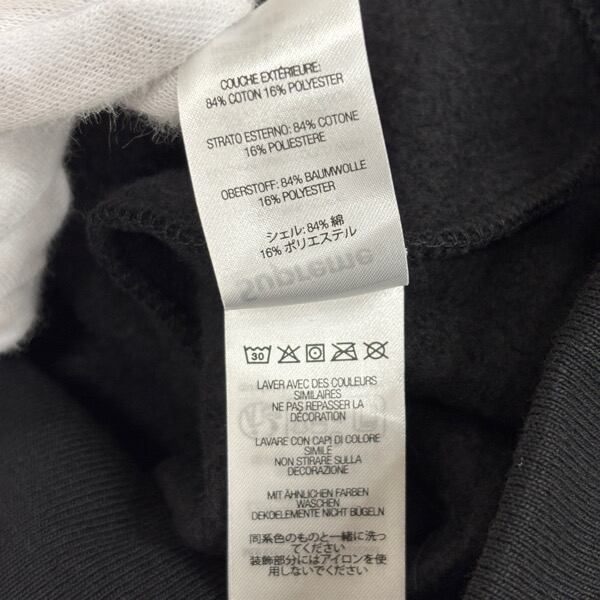 COUCHE EXTÉRIEURE:
84% COTON 16% POLYESTER
STRATO ESTERNO: 84% COTONE
16% POLIESTERE
OBERSTOFF: 84% BAUMWOLLE
16% POLYESTER
シェル: 84% 綿
16% ポリエステル
Supreme
30
LAVER AVEC DES COULEURS
SIMILAIRES
NE PAS REPASSER LA
DÉCORATION
LAVARE CON CAPI DI COLORE
SIMILE
NON STIRARE SULLA
DECORAZIONE
MIT ÄHNLICHEN FARBEN
WASCHEN
DEKOELEMENTE NICHT BÜGELN
同系色のものと一緒に洗っ
てください
装飾部分にはアイロンを使
用しないでください